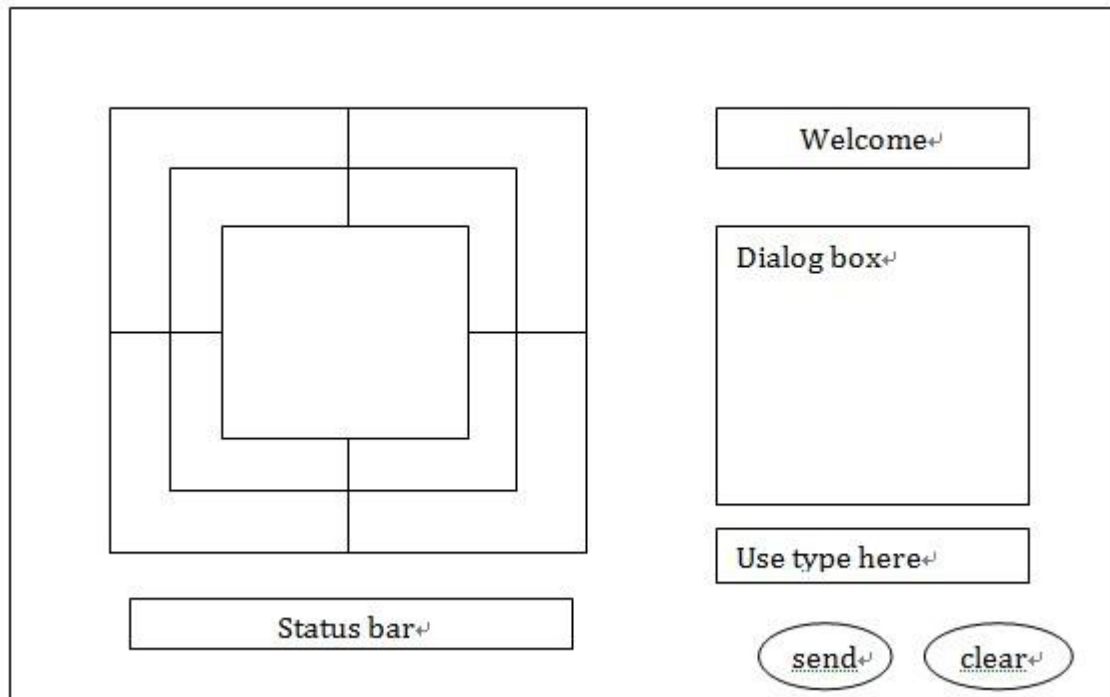 Welcome
Dialog box
Use type here
Status bar
send
clear